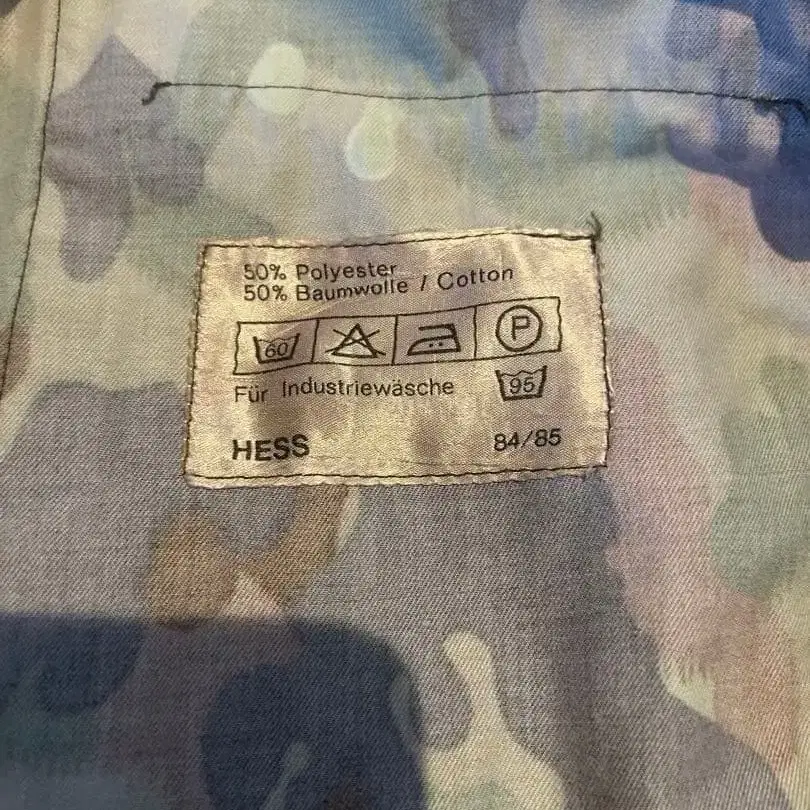 50% Polyester
50% Baumwolle / Cotton
60 P
Für Industriewäsche 95
HESS 84/85